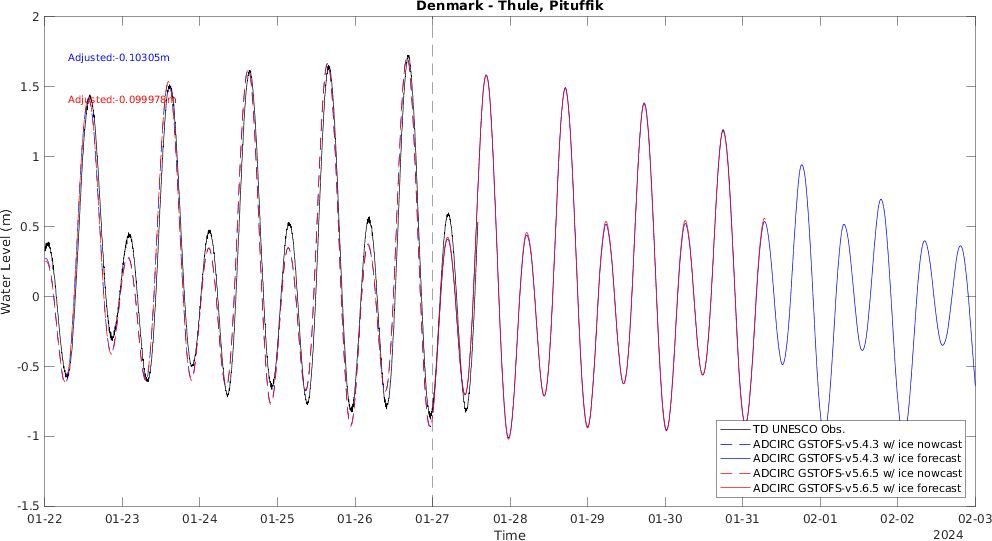 Denmark - Thule, Pituffik
2
1.5
1
0.5
0
-0.5
-1
-1.5
Water Level (m)
Adjusted:-0.10305m
Adjusted:-0.099978m
TD UNESCO Obs.
ADCIRC GSTOFS-v5.4.3 w/ ice nowcast
ADCIRC GSTOFS-v5.4.3 w/ ice forecast
ADCIRC GSTOFS-v5.6.5 w/ ice nowcast
ADCIRC GSTOFS-v5.6.5 w/ ice forecast
01-22 01-23 01-24 01-25 01-26 01-27 01-28 01-29 01-30 01-31 02-01 02-02 02-03
Time
2024